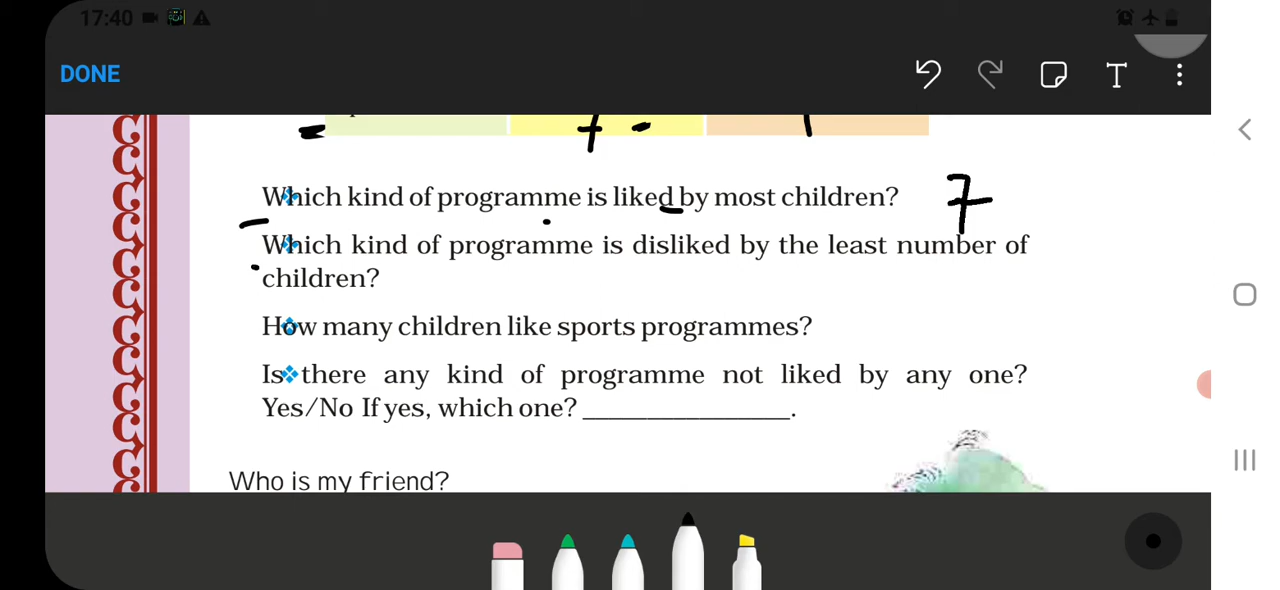 17:40
DONE
T
7 - 1
Which kind of programme is liked by most children? 7
Which kind of programme is disliked by the least number of
children?
How many children like sports programmes?
Is there any kind of programme not liked by any one?
Yes/No If yes, which one? _______________.
Who is my friend?